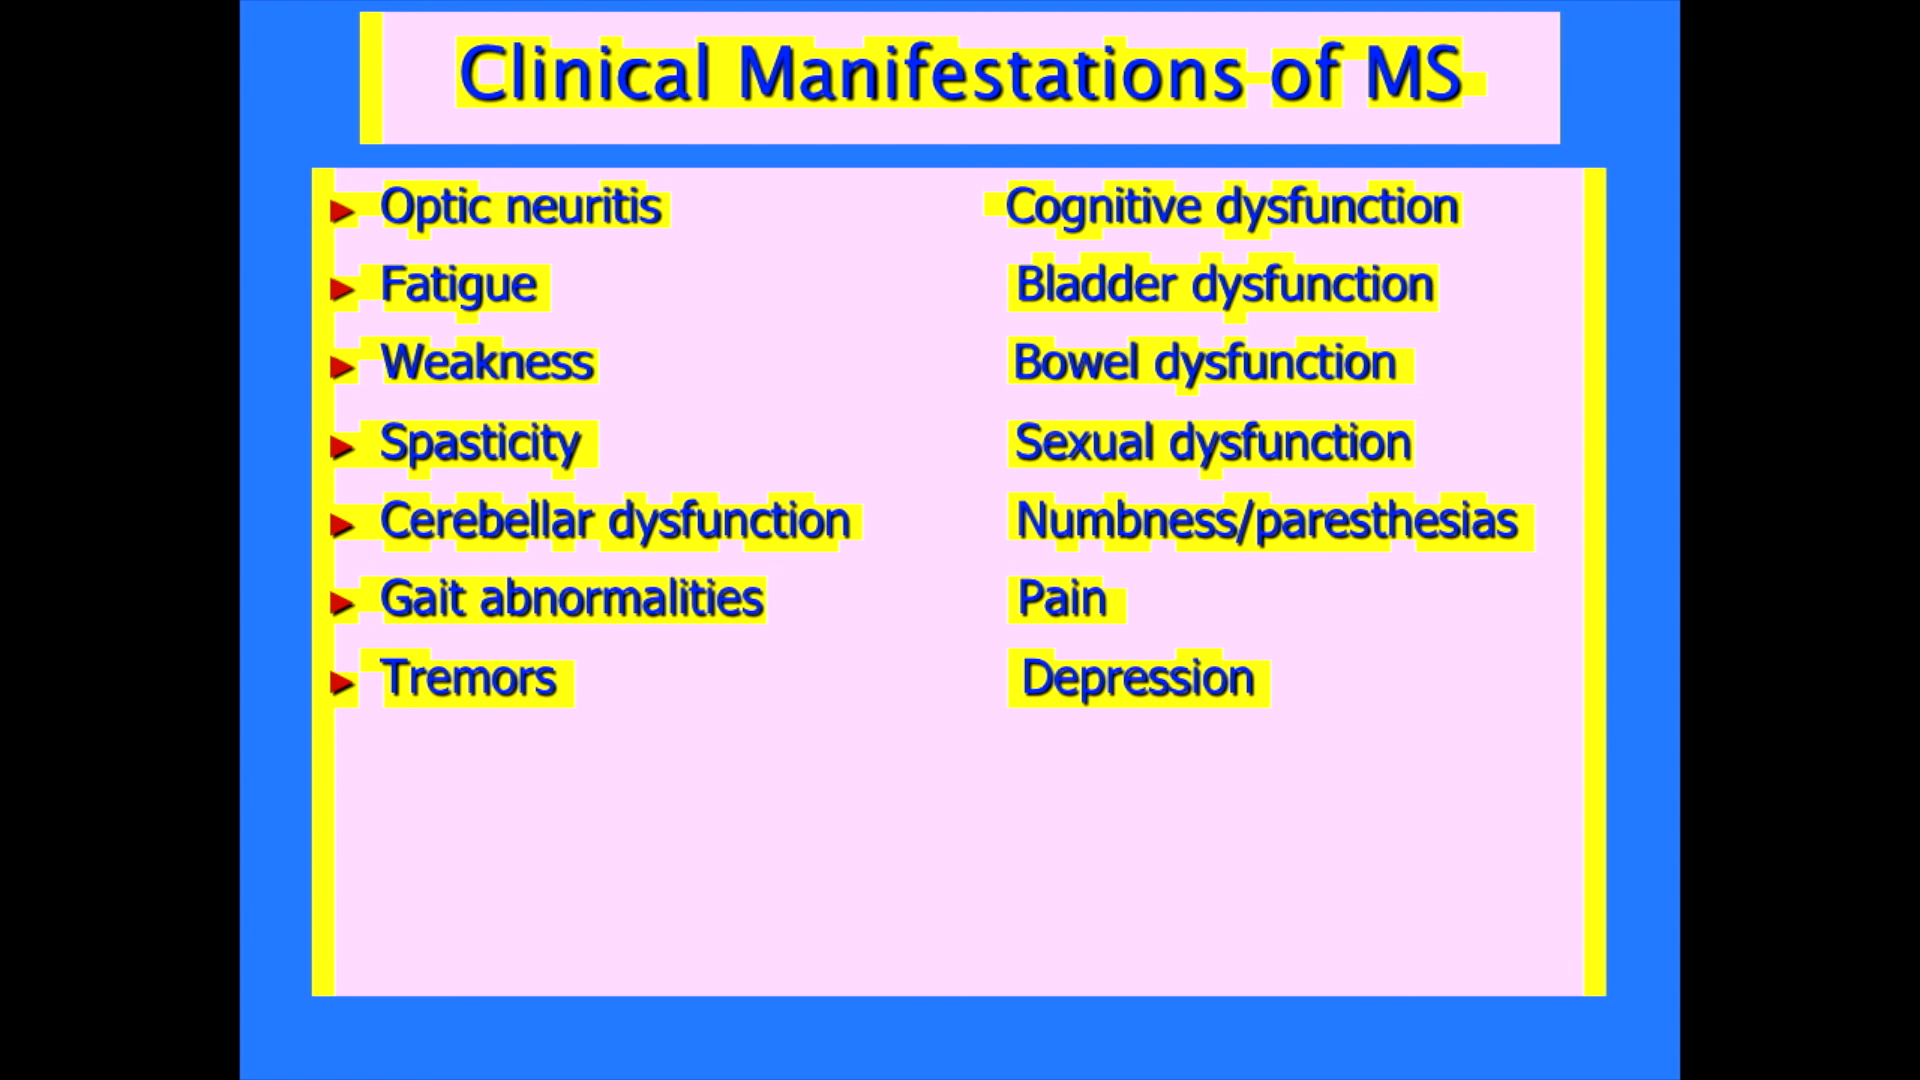 Clinical Manifestations of MS
► Optic neuritis Cognitive dysfunction
► Fatigue Bladder dysfunction
► Weakness Bowel dysfunction
► Spasticity Sexual dysfunction
► Cerebellar dysfunction Numbness/paresthesias
► Gait abnormalities Pain
► Tremors Depression